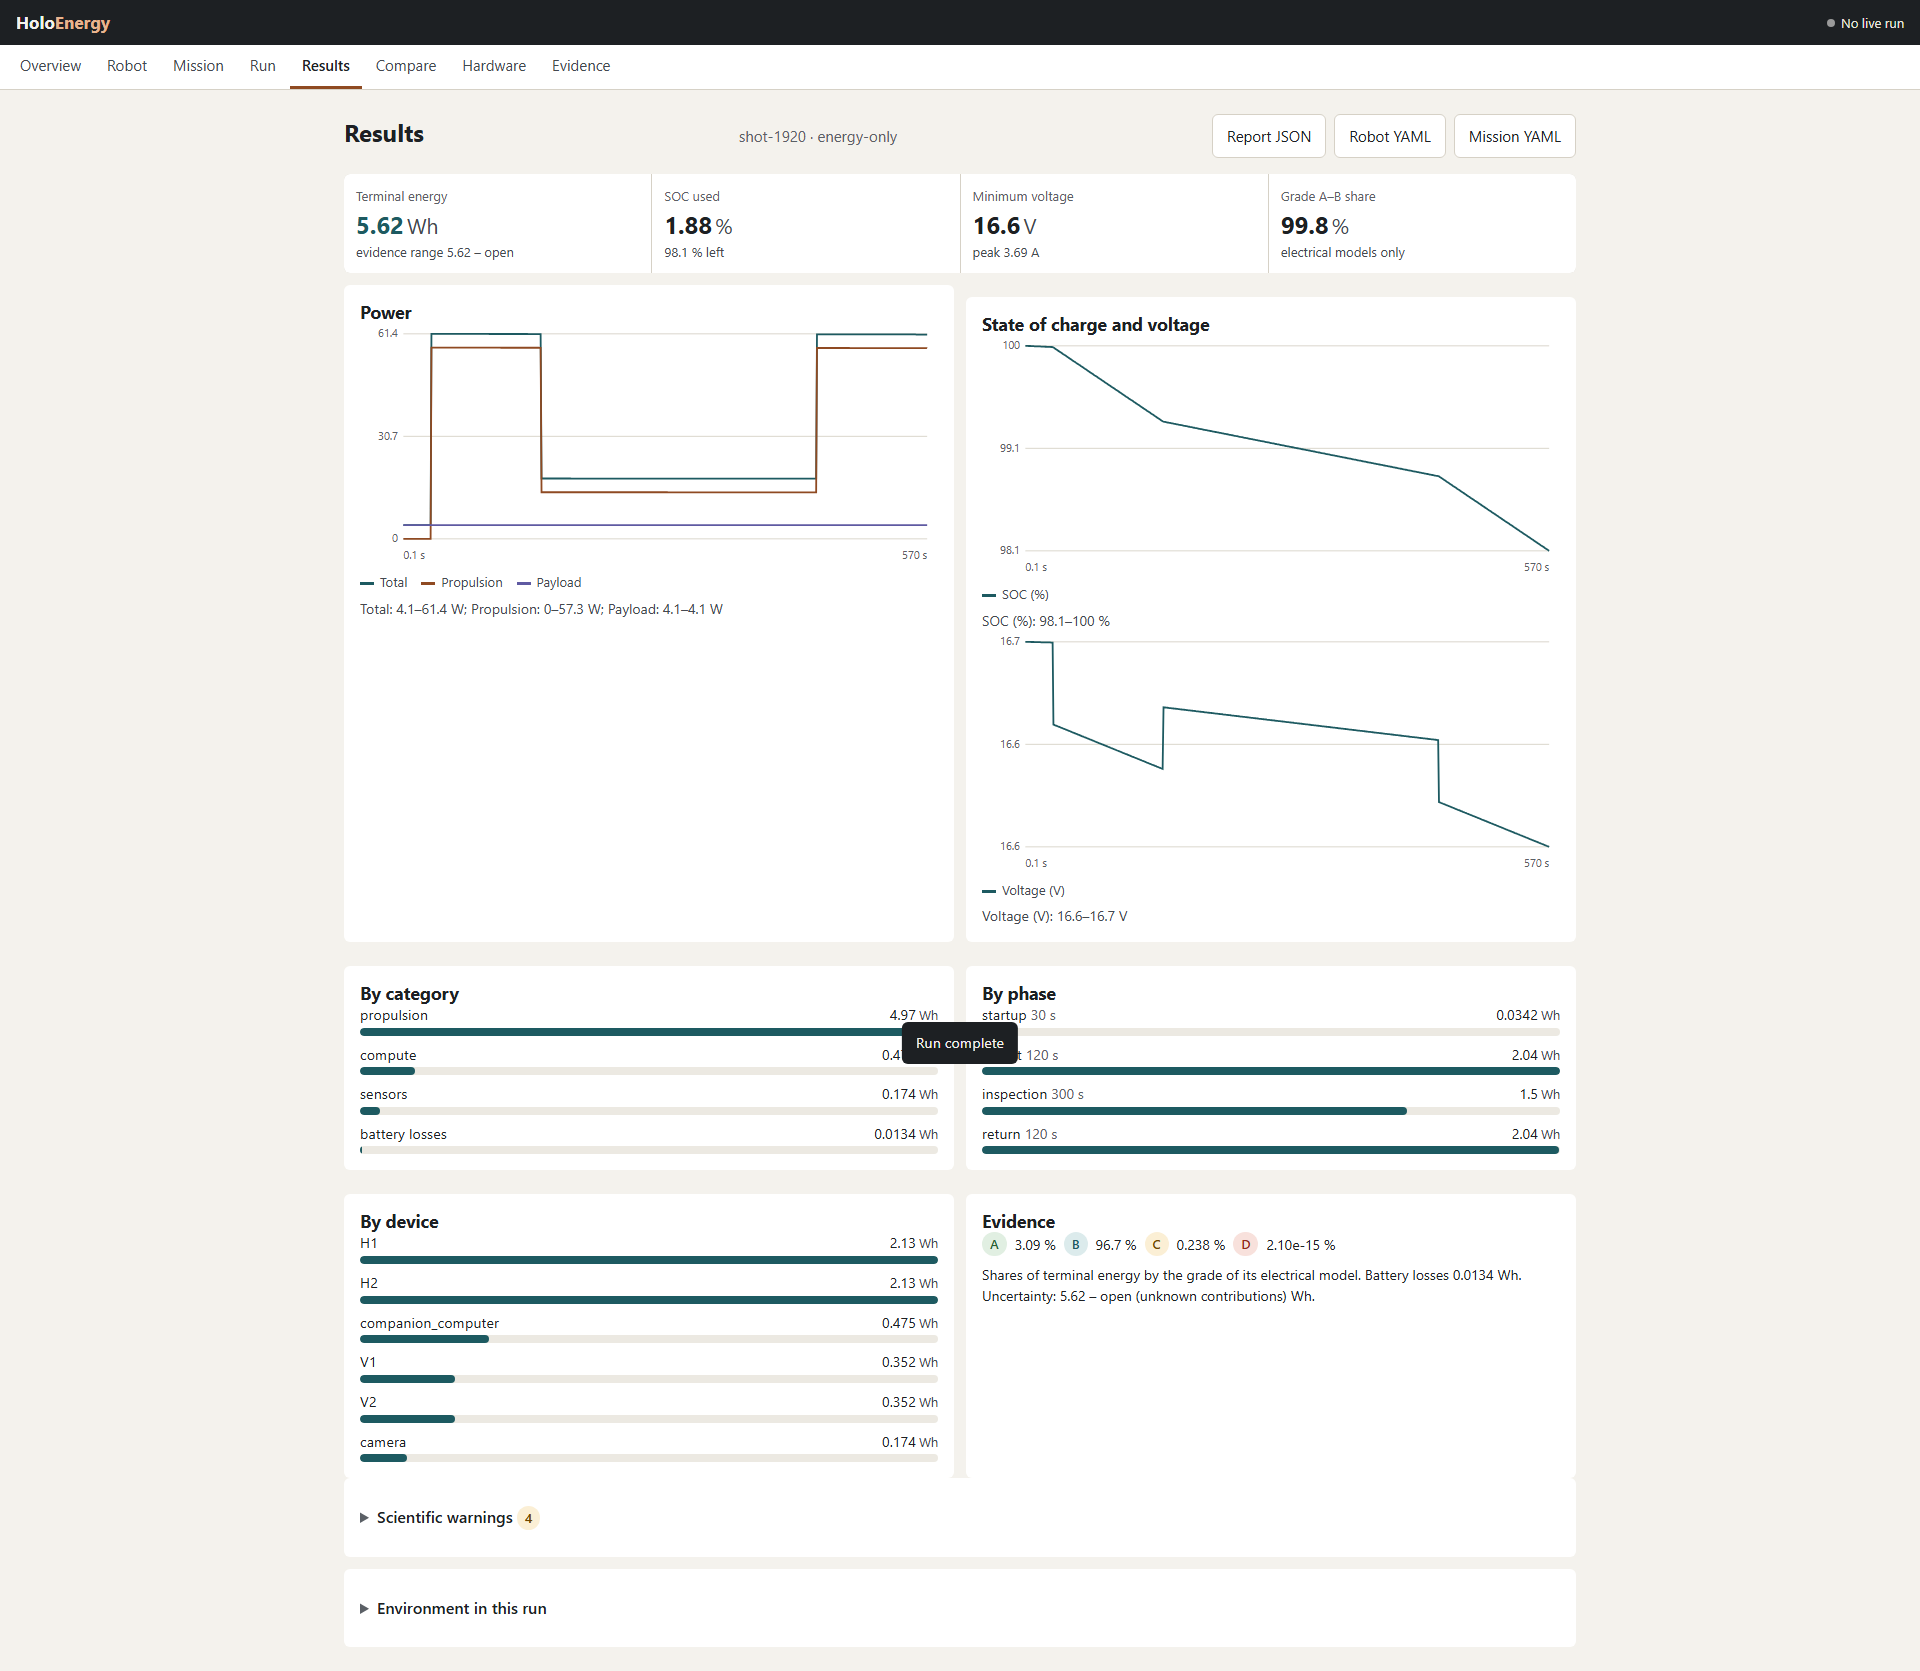 HoloEnergy
No live run
Overview Robot Mission Run Results Compare Hardware Evidence
Results
shot-1920 · energy-only
Report JSON Robot YAML Mission YAML
Terminal energy
5.62 Wh
evidence range 5.62 – open
SOC used
1.88 %
98.1 % left
Minimum voltage
16.6 V
peak 3.69 A
Grade A–B share
99.8 %
electrical models only
Power
61.4
30.7
0
0.1 s 570 s
Total Propulsion Payload
Total: 4.1–61.4 W; Propulsion: 0–57.3 W; Payload: 4.1–4.1 W
State of charge and voltage
100
99.1
98.1
0.1 s 570 s
SOC (%)
SOC (%): 98.1–100 %
16.7
16.6
16.6
0.1 s 570 s
Voltage (V)
Voltage (V): 16.6–16.7 V
By category
propulsion 4.97 Wh
compute
sensors 0.174 Wh
battery losses 0.0134 Wh
Run complete
By phase
startup 30 s 0.0342 Wh
120 s 2.04 Wh
inspection 300 s 1.5 Wh
return 120 s 2.04 Wh
By device
H1 2.13 Wh
H2 2.13 Wh
companion_computer 0.475 Wh
V1 0.352 Wh
V2 0.352 Wh
camera 0.174 Wh
Evidence
A 3.09 % B 96.7 % C 0.238 % D 2.10e-15 %
Shares of terminal energy by the grade of its electrical model. Battery losses 0.0134 Wh.
Uncertainty: 5.62 – open (unknown contributions) Wh.
Scientific warnings 4
Environment in this run